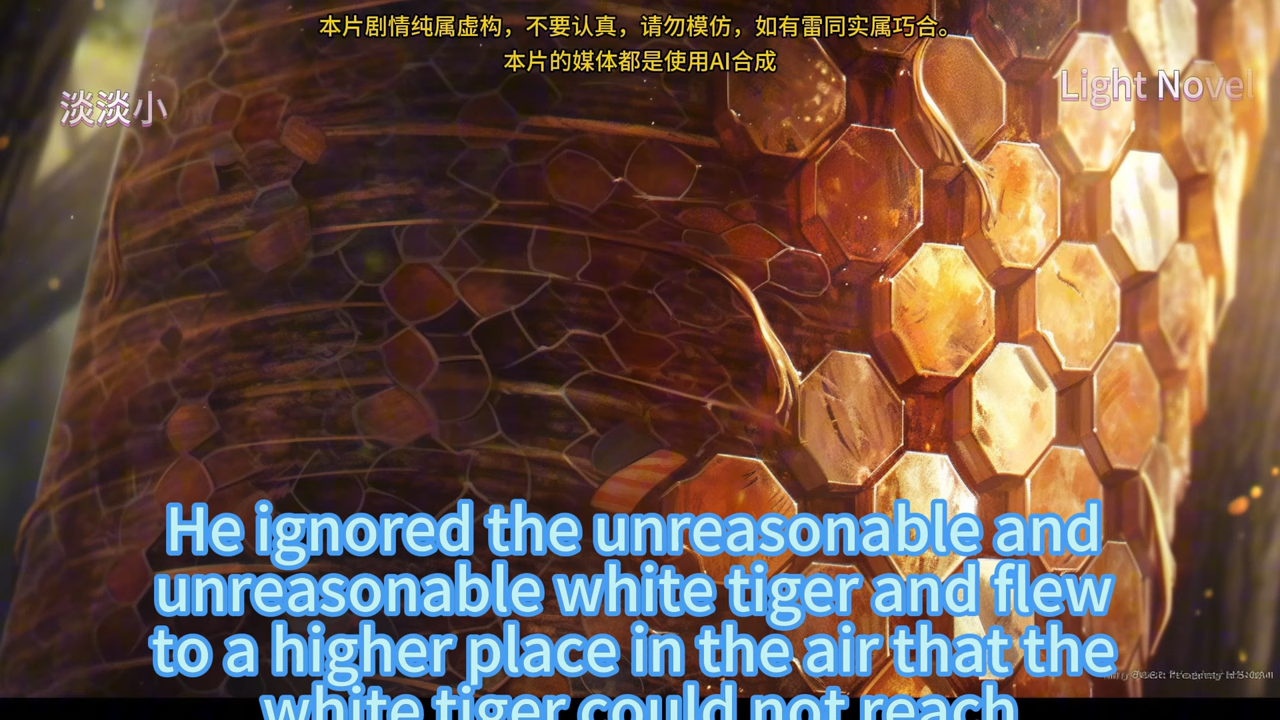 本片剧情纯属虚构，不要认真，请勿模仿，如有雷同实属巧合。
本片的媒体都是使用AI合成
淡淡小
Light Novel
He ignored the unreasonable and
unreasonable white tiger and flew
to a higher place in the air that the
white tiger could not reach